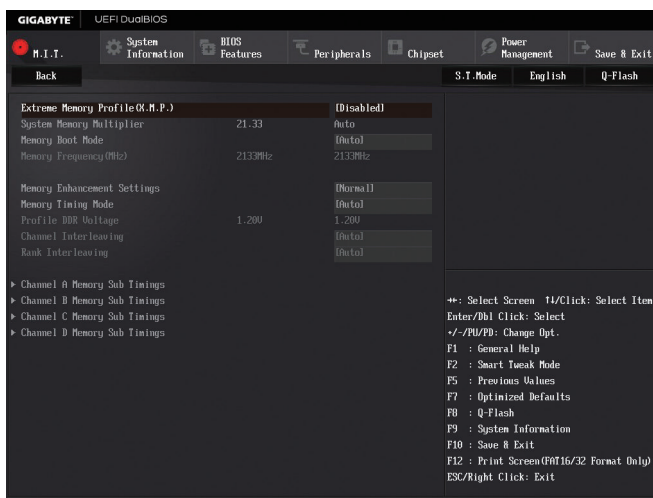 GIGABYTE™ UEFI DualBIOS
M.I.T. System Information BIOS Features Peripherals Chipset Power Management Save & Exit
Back S.T.Mode English Q-Flash
Extreme Memory Profile(X.M.P.) [Disabled]
System Memory Multiplier 21.33 Auto
Memory Boot Mode [Auto]
Memory Frequency(MHz) 2133MHz 2133MHz
Memory Enhancement Settings [Normal]
Memory Timing Mode [Auto]
Profile DDR Voltage 1.20V 1.20V
Channel Interleaving [Auto]
Rank Interleaving [Auto]
Channel A Memory Sub Timings
Channel B Memory Sub Timings
Channel C Memory Sub Timings
Channel D Memory Sub Timings
→←: Select Screen ↑↓/Click: Select Item
Enter/Dbl Click: Select
+/-/PU/PD: Change Opt.
F1 : General Help
F2 : Smart Tweak Mode
F5 : Previous Values
F7 : Optimized Defaults
F8 : Q-Flash
F9 : System Information
F10 : Save & Exit
F12 : Print Screen(FAT16/32 Format Only)
ESC/Right Click: Exit